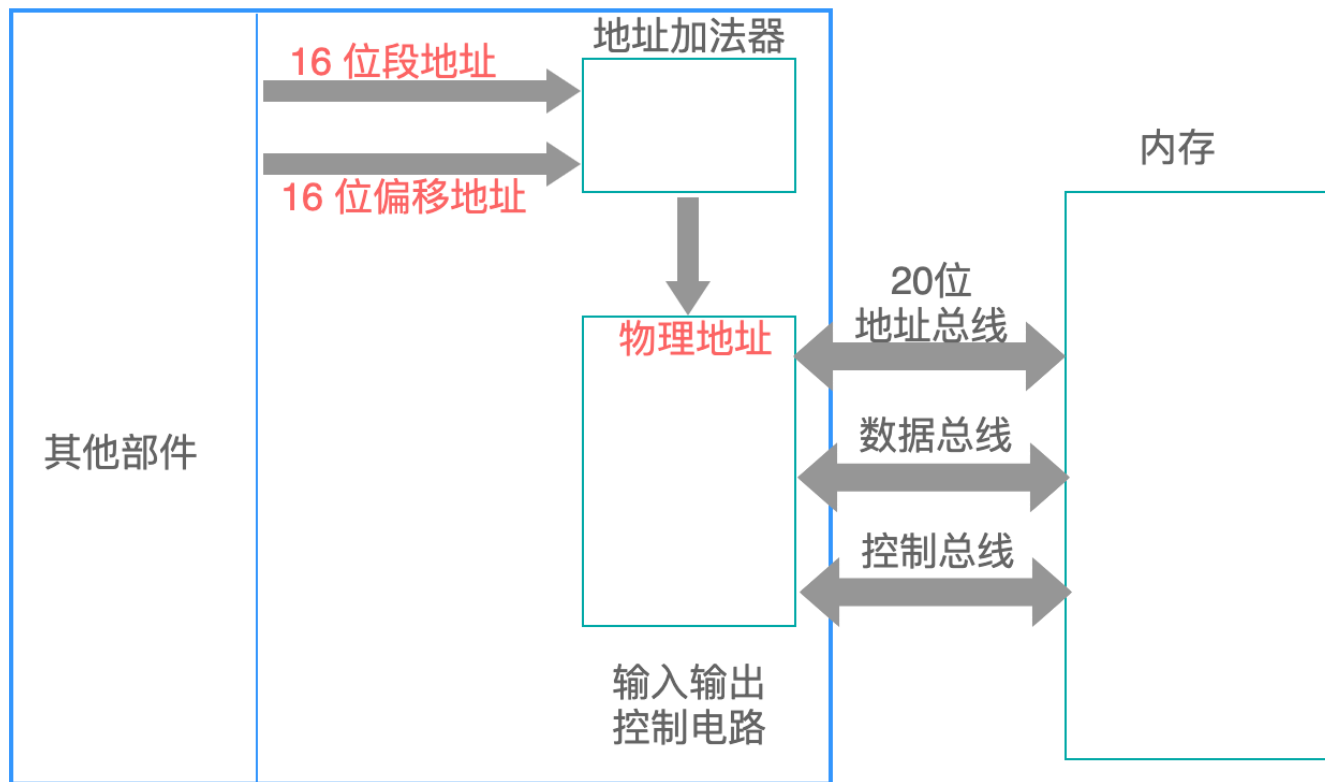 地址加法器
16 位段地址
16 位偏移地址
内存
物理地址
20位
地址总线
其他部件
数据总线
控制总线
输入输出
控制电路